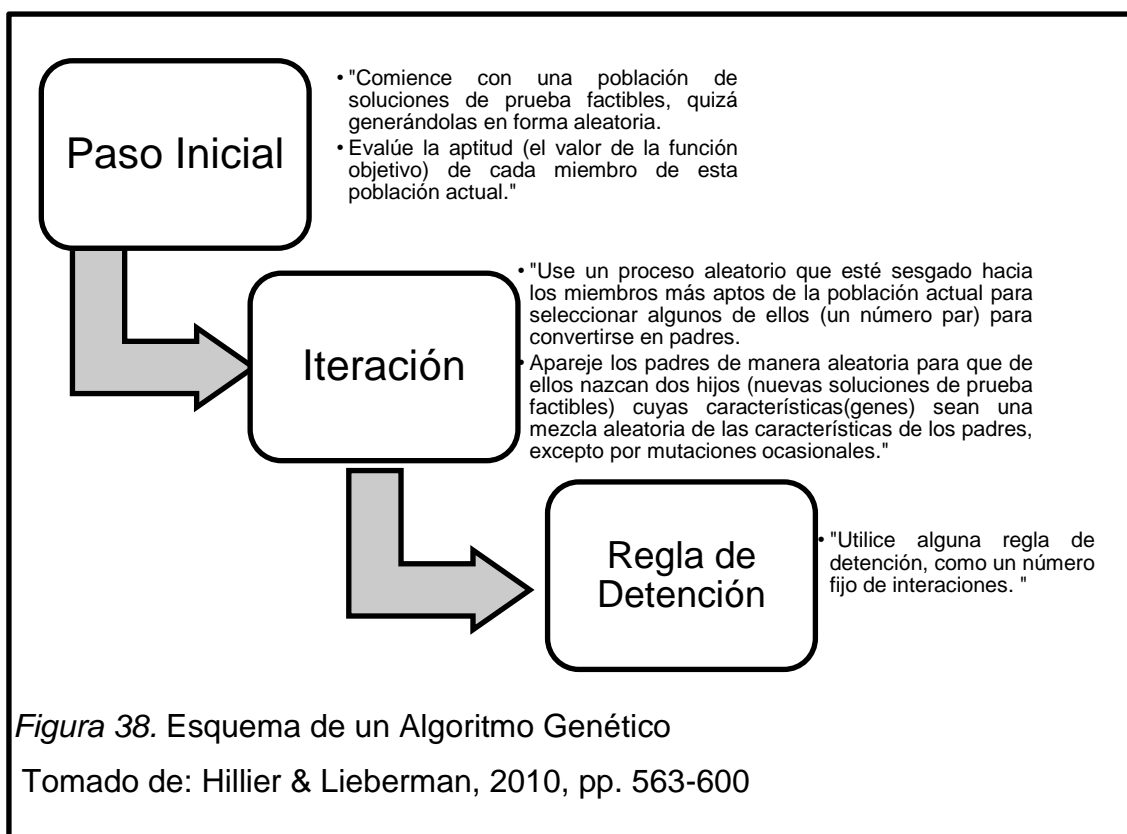 Paso Inicial
• "Comience con una población de
soluciones de prueba factibles, quizá
generándolas en forma aleatoria.
• Evalúe la aptitud (el valor de la función
objetivo) de cada miembro de esta
población actual."
Iteración
• "Use un proceso aleatorio que esté sesgado hacia
los miembros más aptos de la población actual para
seleccionar algunos de ellos (un número par) para
convertirse en padres.
• Apareje los padres de manera aleatoria para que de
ellos nazcan dos hijos (nuevas soluciones de prueba
factibles) cuyas características(genes) sean una
mezcla aleatoria de las características de los padres,
excepto por mutaciones ocasionales."
Regla de
Detención
• "Utilice alguna regla de
detención, como un número
fijo de interaciones. "
Figura 38. Esquema de un Algoritmo Genético
Tomado de: Hillier & Lieberman, 2010, pp. 563-600